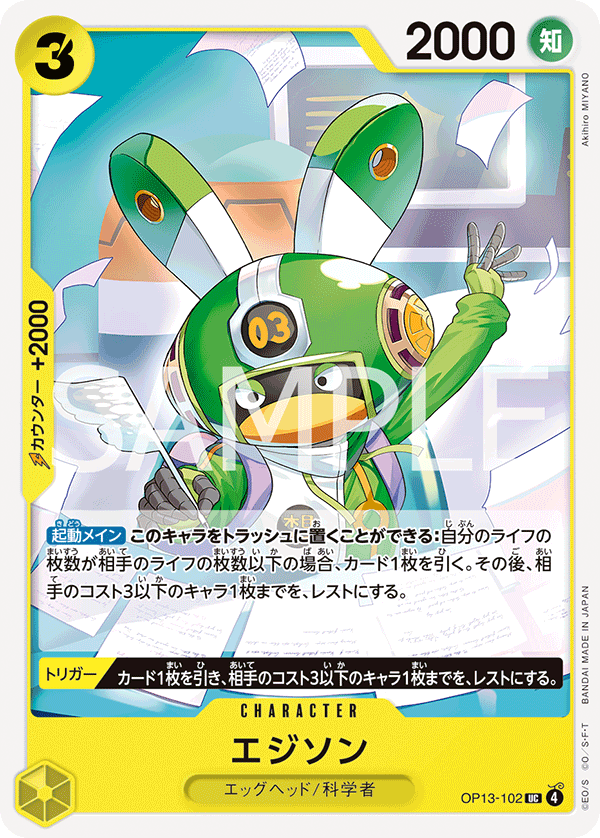 3
2000 知
Akihiro MIYANO
カウンター +2000
03
SAMPLE
起動メイン このキャラをトラッシュに置くことができる:自分のライフの
枚数が相手のライフの枚数以下の場合、カード1枚を引く。その後、相
手のコスト3以下のキャラ1枚までを、レストにする。
トリガー カード1枚を引き、相手のコスト3以下のキャラ1枚までを、レストにする。
CHARACTER
エジソン
エッグヘッド/科学者
OP13-102 UC 4
©E.O/S ©O/S・F・T BANDAI MADE IN JAPAN